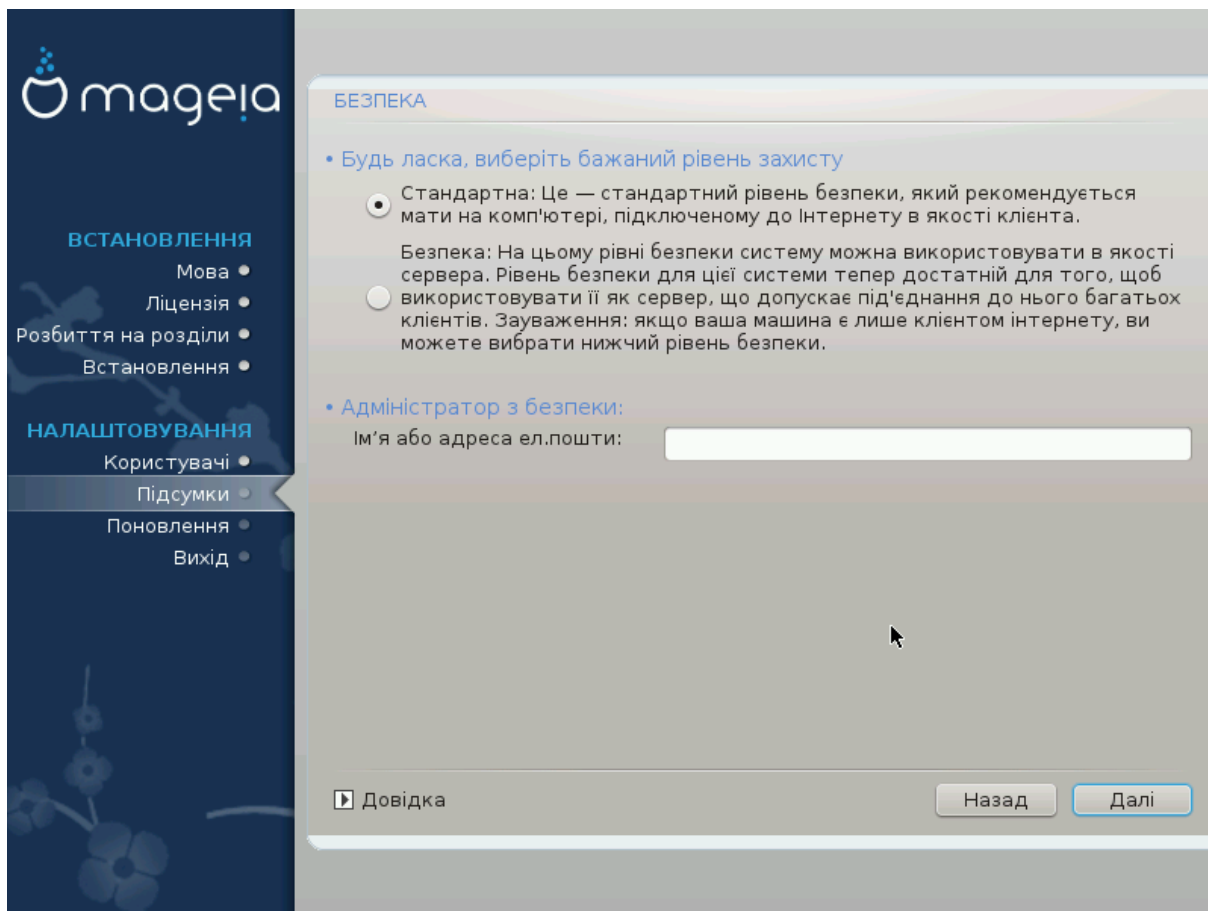 mageia
ВСТАНОВЛЕННЯ
Мова
Ліцензія
Розбиття на розділи
Встановлення
НАЛАШТОВУВАННЯ
Користувачі
Підсумки
Поновлення
Вихід
БЕЗПЕКА
• Будь ласка, виберіть бажаний рівень захисту
Стандартна: Це — стандартний рівень безпеки, який рекомендується
мати на комп'ютері, підключеному до Інтернету в якості клієнта.
Безпека: На цьому рівні безпеки систему можна використовувати в якості
сервера. Рівень безпеки для цієї системи тепер достатній для того, щоб
використовувати її як сервер, що допускає під'єднання до нього багатьох
клієнтів. Зауваження: якщо ваша машина є лише клієнтом інтернету, ви
можете вибрати нижчий рівень безпеки.
• Адміністратор з безпеки:
Ім’я або адреса ел.пошти:
Довідка
Назад
Далі